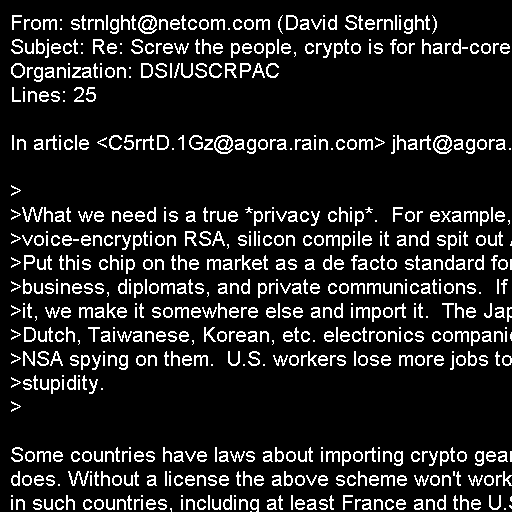 From: strnlght@netcom.com (David Sternlight)
Subject: Re: Screw the people, crypto is for hard-core
Organization: DSI/USCRPAC
Lines: 25

In article <C5rrtD.1Gz@agora.rain.com> jhart@agora.

>
>What we need is a true *privacy chip*.  For example,
>voice-encryption RSA, silicon compile it and spit out
>Put this chip on the market as a de facto standard for
>business, diplomats, and private communications.  If
>it, we make it somewhere else and import it.  The Jap
>Dutch, Taiwanese, Korean, etc. electronics compani
>NSA spying on them.  U.S. workers lose more jobs to
>stupidity.
>

Some countries have laws about importing crypto gear
does. Without a license the above scheme won't work
in such countries, including at least France and the U.S